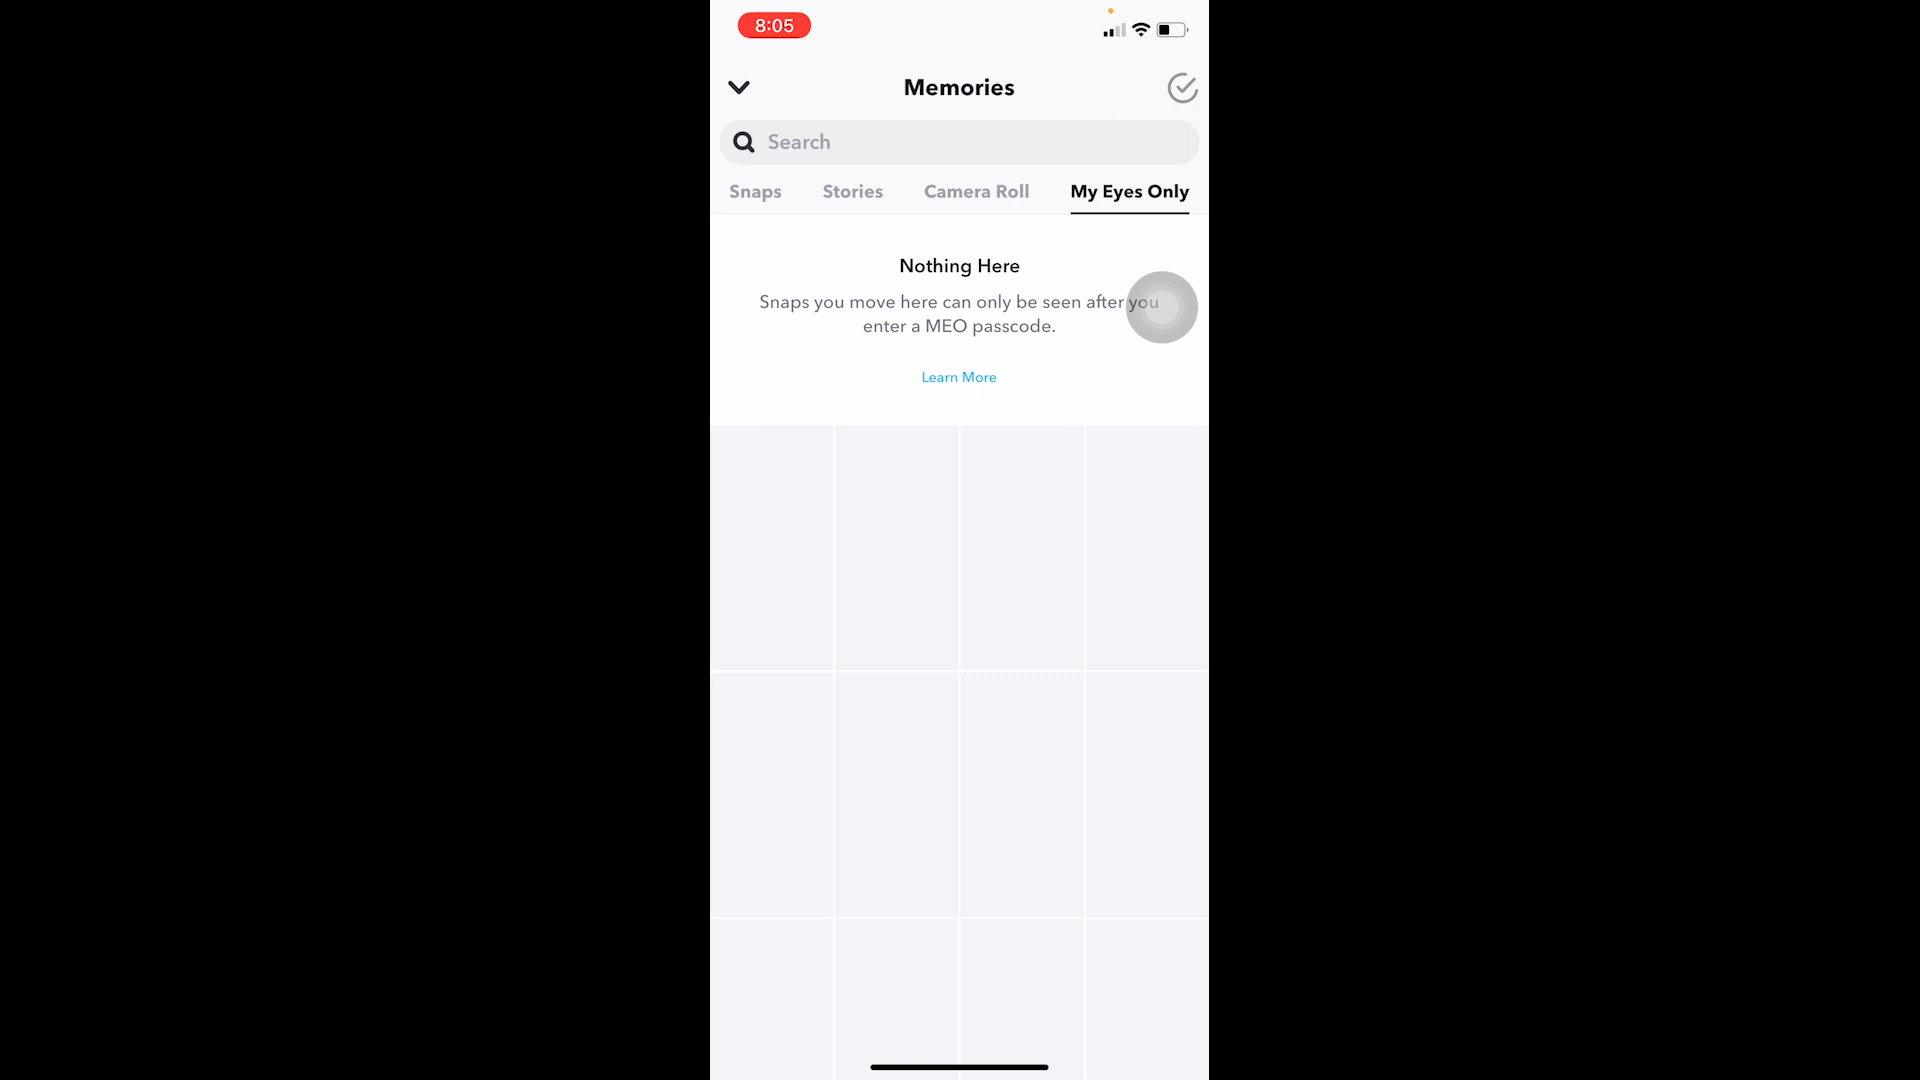 8:05
Memories
Search
Snaps Stories Camera Roll My Eyes Only
Nothing Here
Snaps you move here can only be seen after you
enter a MEO passcode.
Learn More